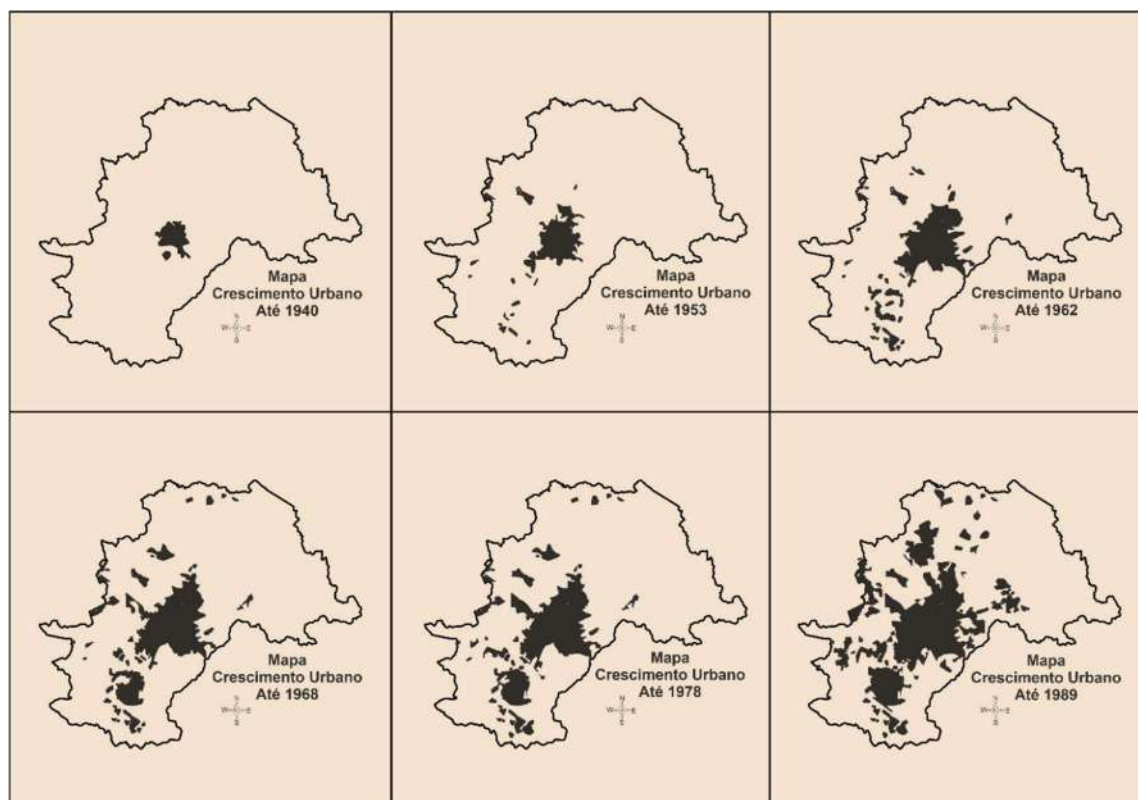 Mapa
Crescimento Urbano
Até 1940
N
W E
S
Mapa
Crescimento Urbano
Até 1953
N
W E
S
Mapa
Crescimento Urbano
Até 1962
N
W E
S
Mapa
Crescimento Urbano
Até 1968
N
W E
S
Mapa
Crescimento Urbano
Até 1978
N
W E
S
Mapa
Crescimento Urbano
Até 1989
N
W E
S